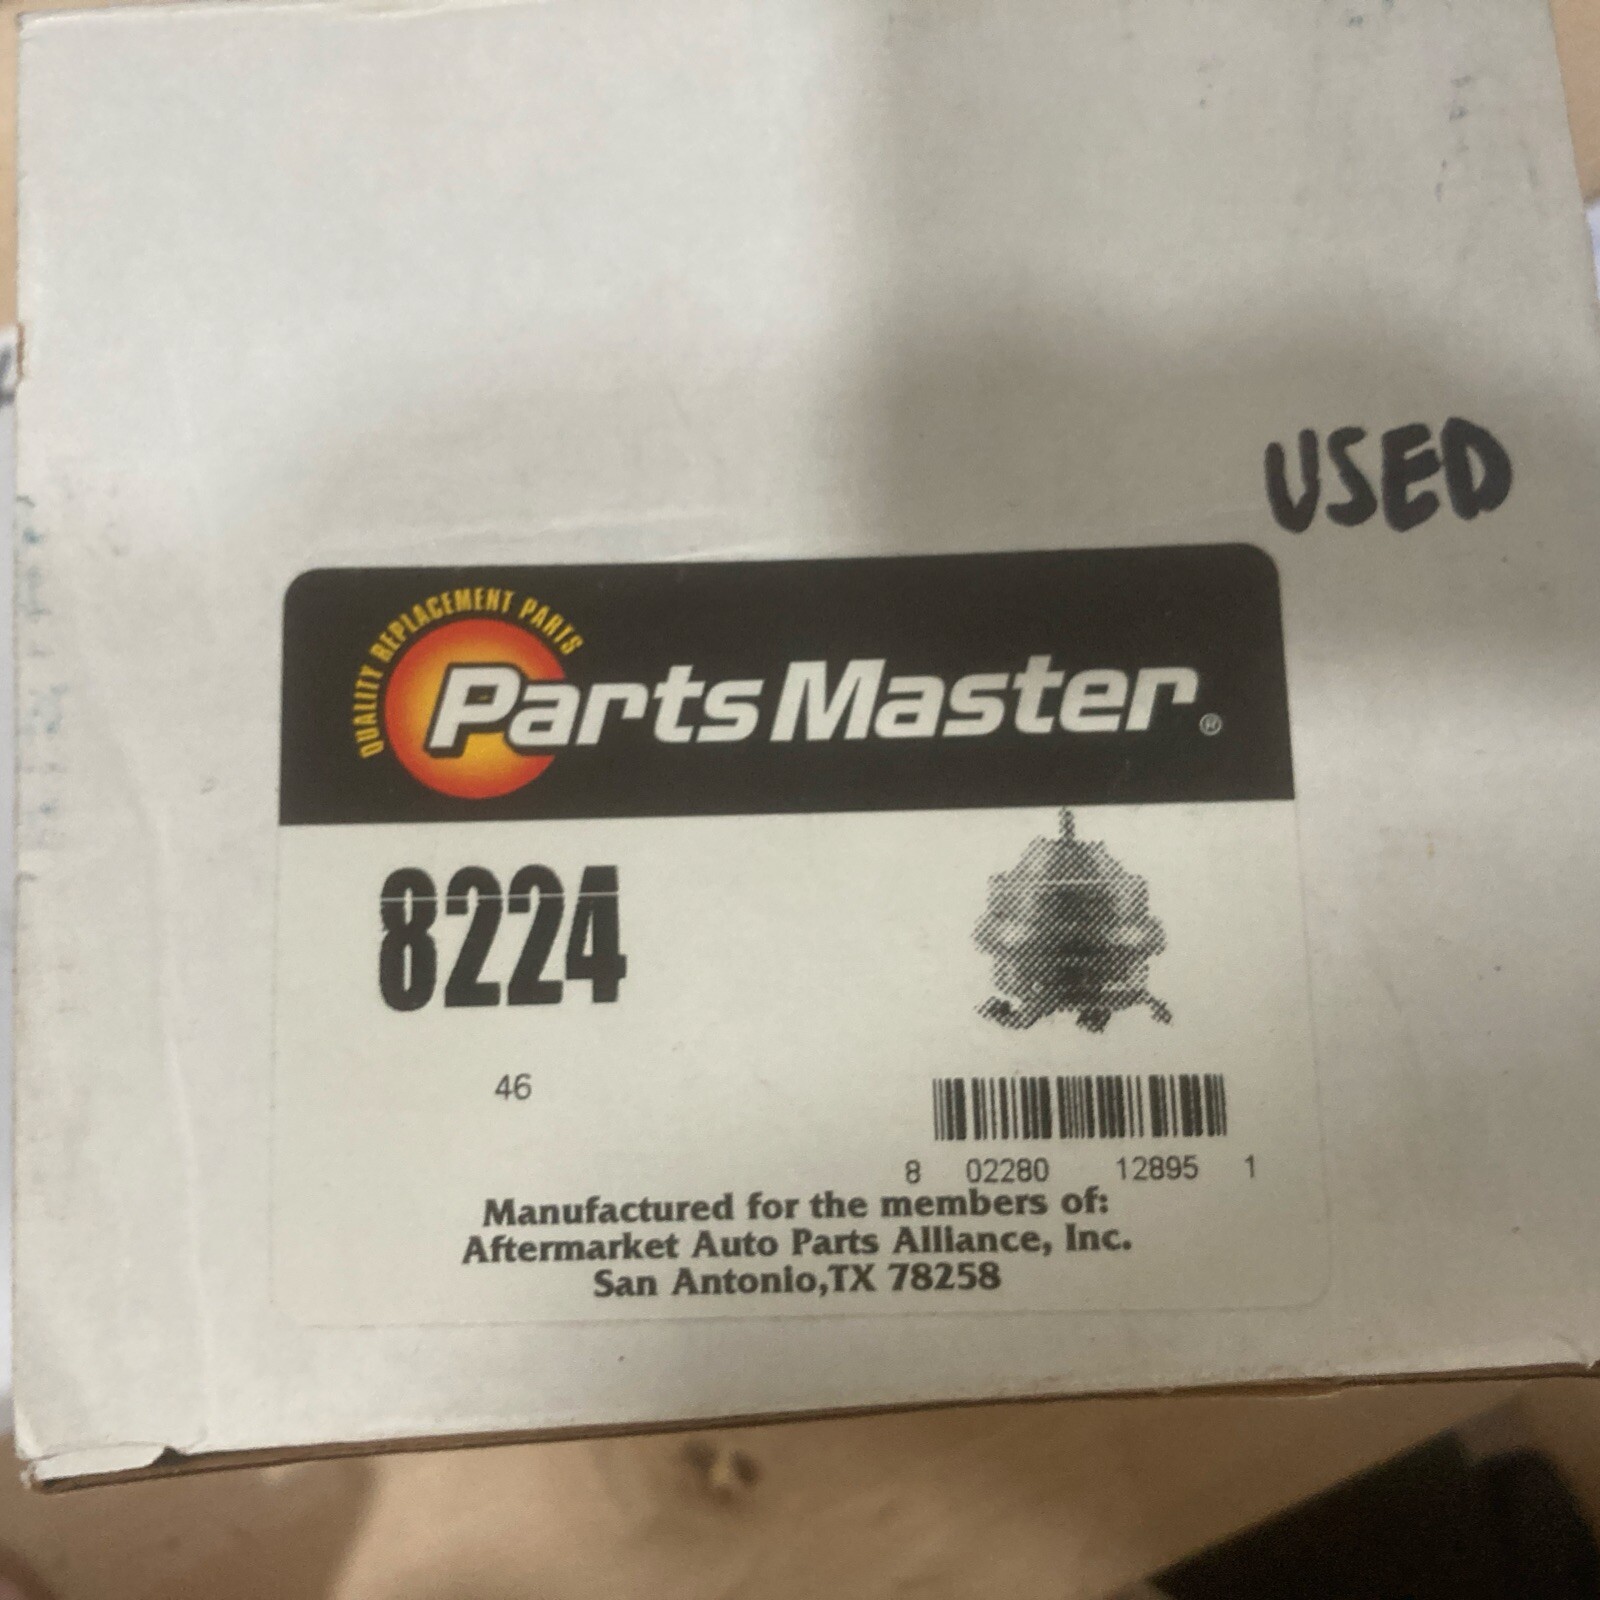 USED
QUALITY REPLACEMENT PARTS
PartsMaster®
8224
46
8 02280 12895 1
Manufactured for the members of:
Aftermarket Auto Parts Alliance, Inc.
San Antonio,TX 78258